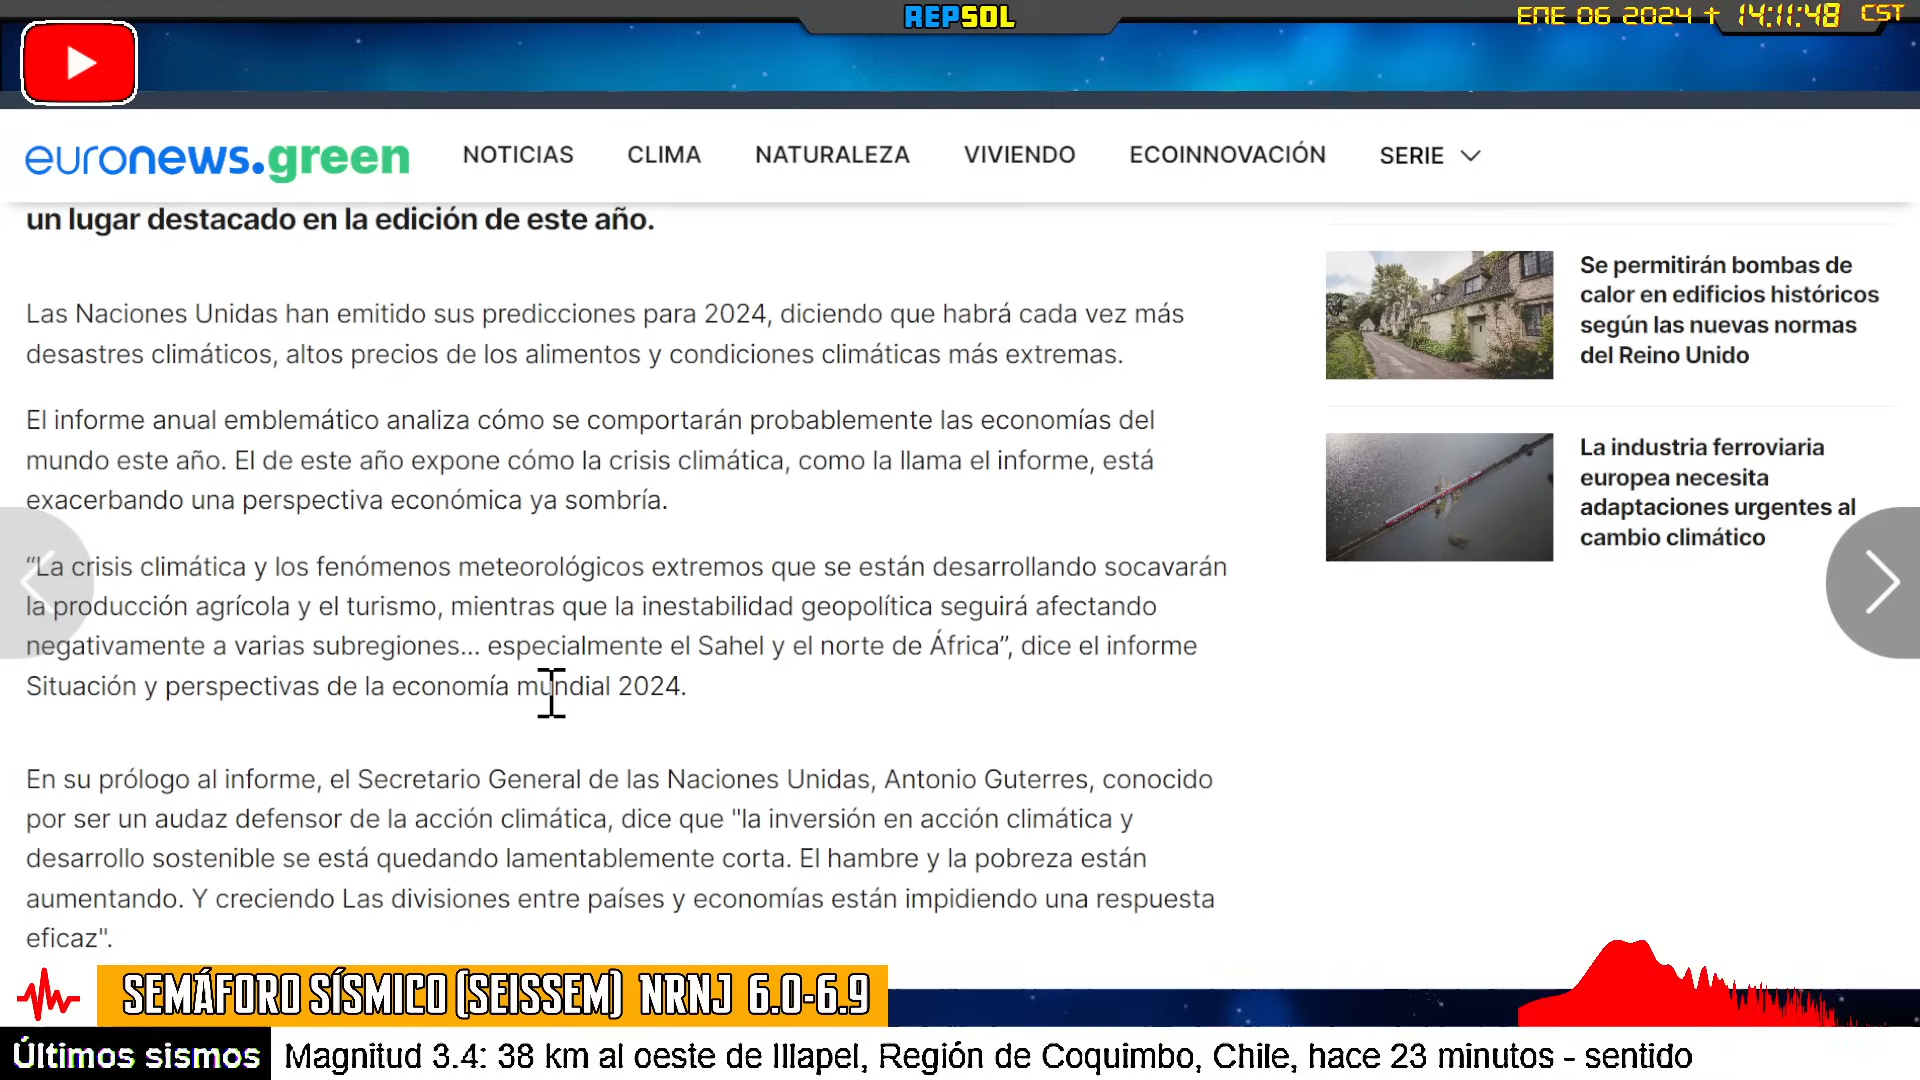 REPSOL
ENE 06 2024 † 14:11:48 CST
euronews.green
NOTICIAS CLIMA NATURALEZA VIVIENDO ECOINNOVACIÓN SERIE
un lugar destacado en la edición de este año.
Las Naciones Unidas han emitido sus predicciones para 2024, diciendo que habrá cada vez más
desastres climáticos, altos precios de los alimentos y condiciones climáticas más extremas.
El informe anual emblemático analiza cómo se comportarán probablemente las economías del
mundo este año. El de este año expone cómo la crisis climática, como la llama el informe, está
exacerbando una perspectiva económica ya sombría.
“La crisis climática y los fenómenos meteorológicos extremos que se están desarrollando socavarán
la producción agrícola y el turismo, mientras que la inestabilidad geopolítica seguirá afectando
negativamente a varias subregiones... especialmente el Sahel y el norte de África”, dice el informe
Situación y perspectivas de la economía mundial 2024.
En su prólogo al informe, el Secretario General de las Naciones Unidas, Antonio Guterres, conocido
por ser un audaz defensor de la acción climática, dice que "la inversión en acción climática y
desarrollo sostenible se está quedando lamentablemente corta. El hambre y la pobreza están
aumentando. Y creciendo Las divisiones entre países y economías están impidiendo una respuesta
eficaz".
Se permitirán bombas de
calor en edificios históricos
según las nuevas normas
del Reino Unido
La industria ferroviaria
europea necesita
adaptaciones urgentes al
cambio climático
SEMÁFORO SÍSMICO (SEISSEM) NRNJ 6.0-6.9
Últimos sismos Magnitud 3.4: 38 km al oeste de Illapel, Región de Coquimbo, Chile, hace 23 minutos - sentido